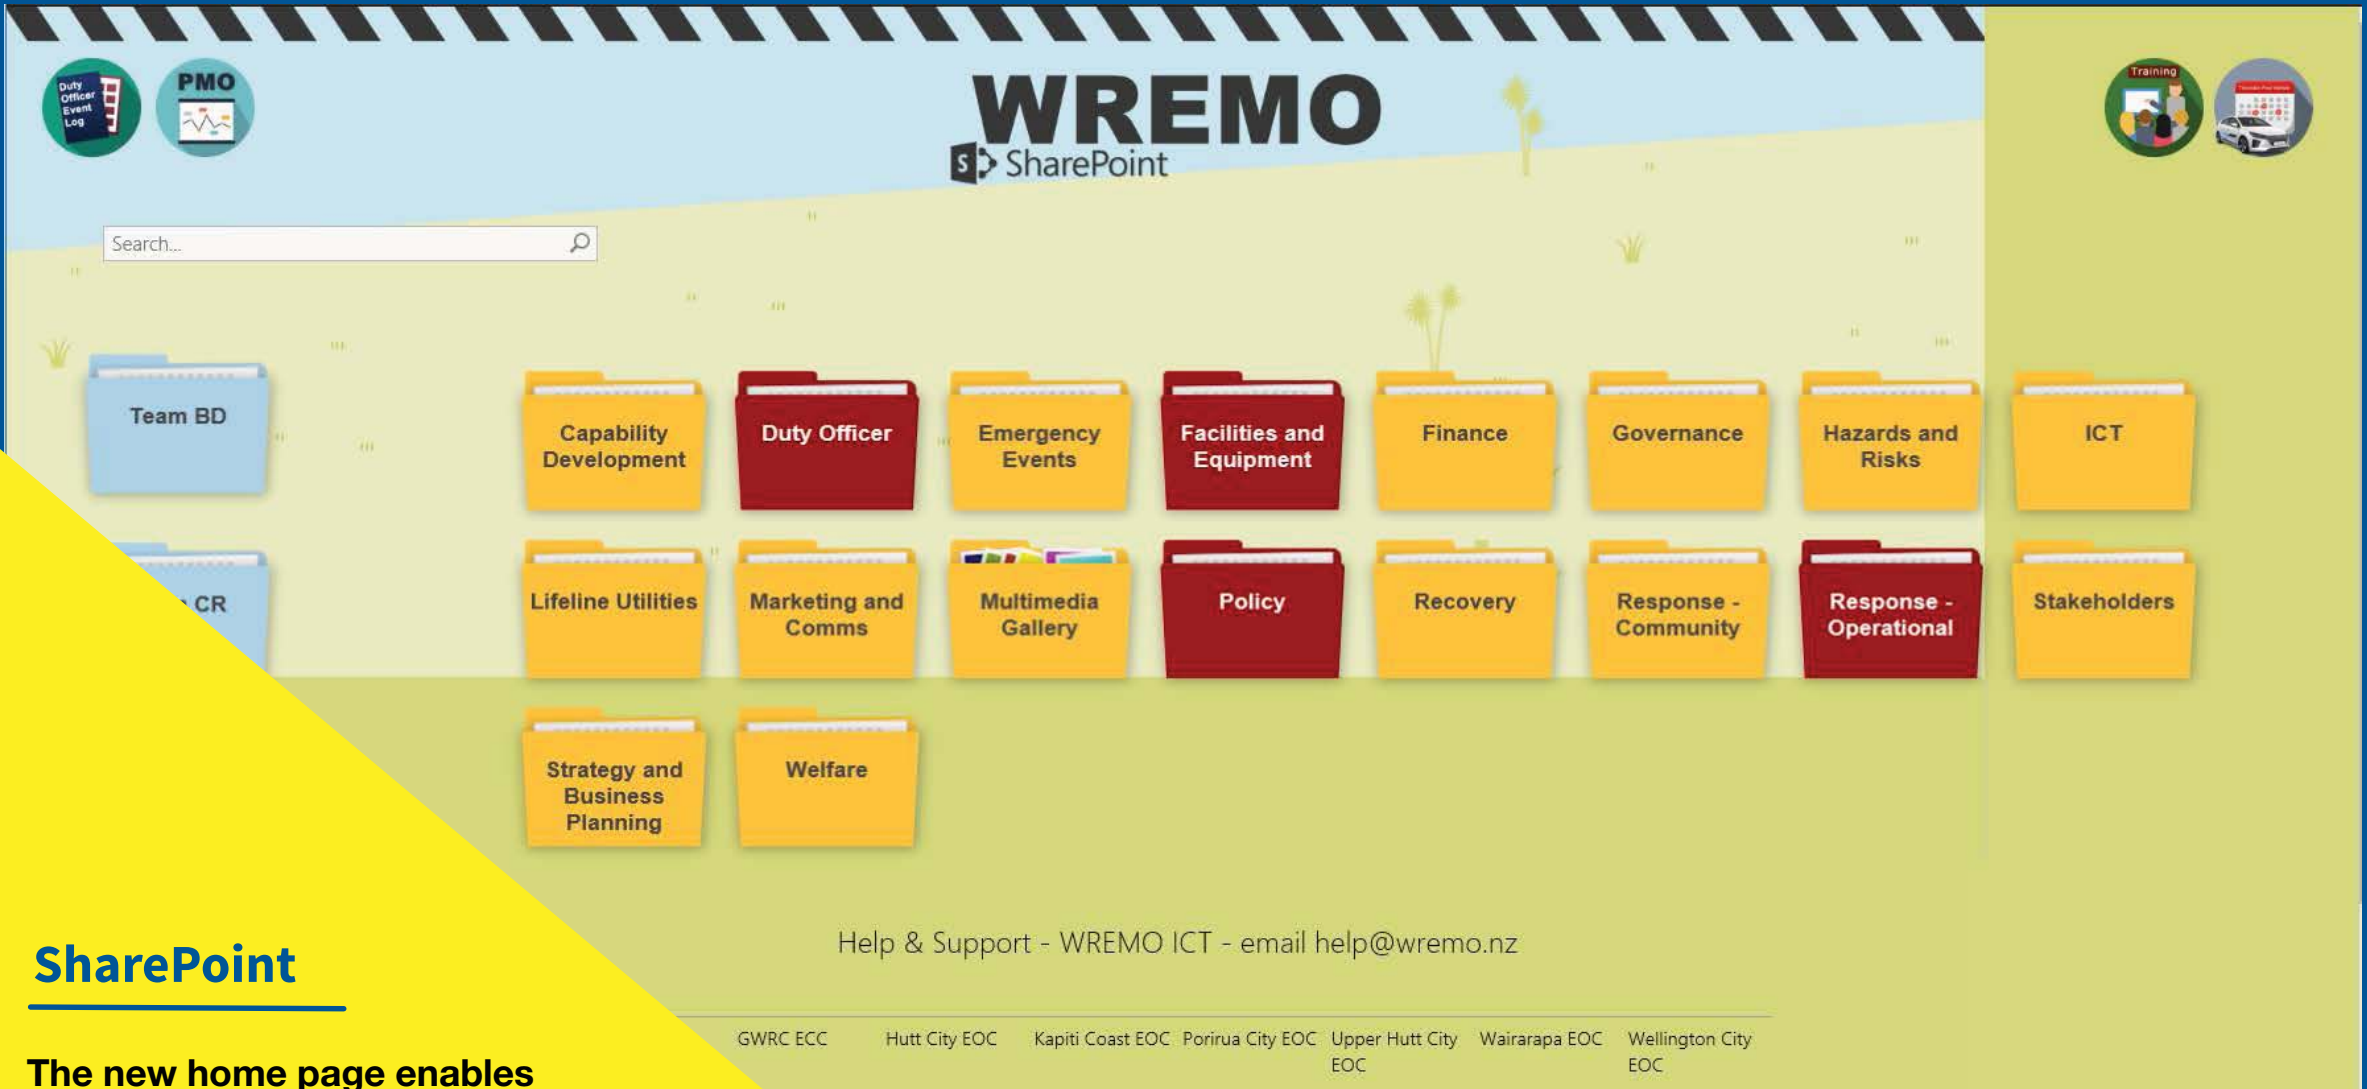 Duty
Officer
Event
Log
PMO
WREMO
S SharePoint
Training
Search...
Team BD
Capability
Development
Duty Officer
Emergency
Events
Facilities and
Equipment
Finance
Governance
Hazards and
Risks
ICT
CR
Lifeline Utilities
Marketing and
Comms
Multimedia
Gallery
Policy
Recovery
Response -
Community
Response -
Operational
Stakeholders
Strategy and
Business
Planning
Welfare
Help & Support - WREMO ICT - email help@wremo.nz
SharePoint
GWRC ECC
Hutt City EOC
Kapiti Coast EOC
Porirua City EOC
Upper Hutt City
EOC
Wairarapa EOC
Wellington City
EOC
The new home page enables